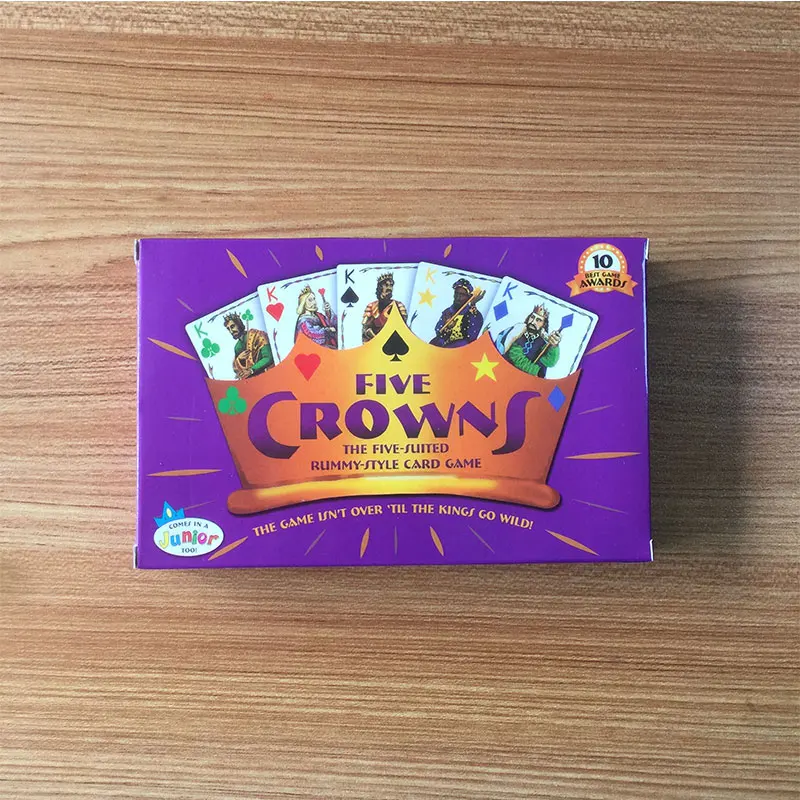 10
BEST GAME
AWARDS
K
K
K
K
K
FIVE
CROWNS
THE FIVE-SUITED
RUMMY-STYLE CARD GAME
THE GAME ISN'T OVER 'TIL THE KINGS GO WILD!
COMES IN A
Junior
TOO!